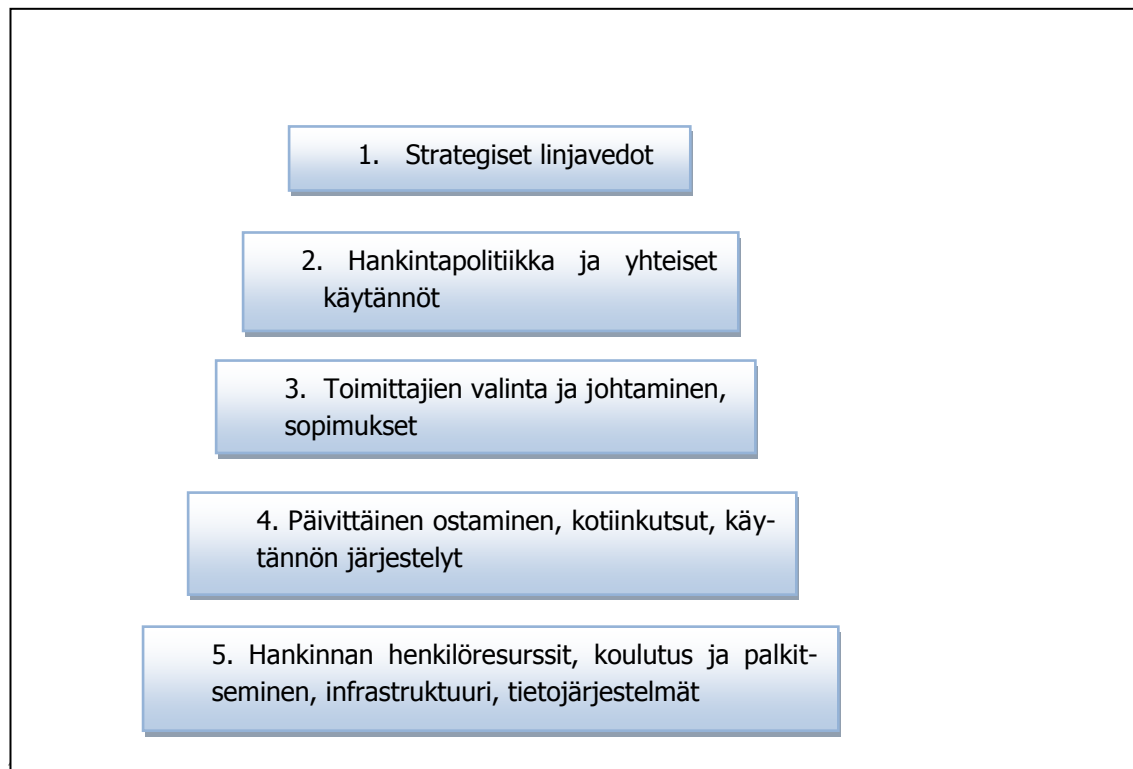 1. Strategiset linjavedot
2. Hankintapolitiikka ja yhteiset
käytännöt
3. Toimittajien valinta ja johtaminen,
sopimukset
4. Päivittäinen ostaminen, kotiinkutsut, käy-
tännön järjestelyt
5. Hankinnan henkilöresurssit, koulutus ja palkit-
seminen, infrastruktuuri, tietojärjestelmät